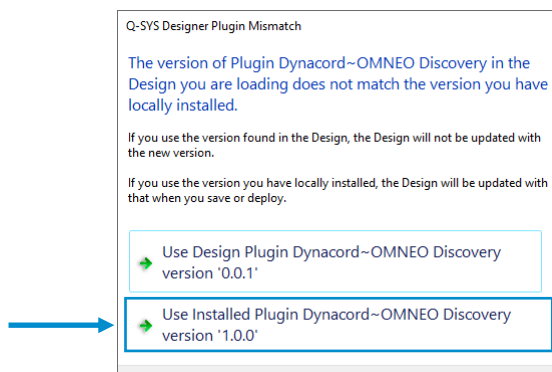 Q-SYS Designer Plugin Mismatch
The version of Plugin Dynacord~OMNEO Discovery in the
Design you are loading does not match the version you have
locally installed.
If you use the version found in the Design, the Design will not be updated with
the new version.
If you use the version you have locally installed, the Design will be updated with
that when you save or deploy.
Use Design Plugin Dynacord~OMNEO Discovery
version '0.0.1'
Use Installed Plugin Dynacord~OMNEO Discovery
version '1.0.0'